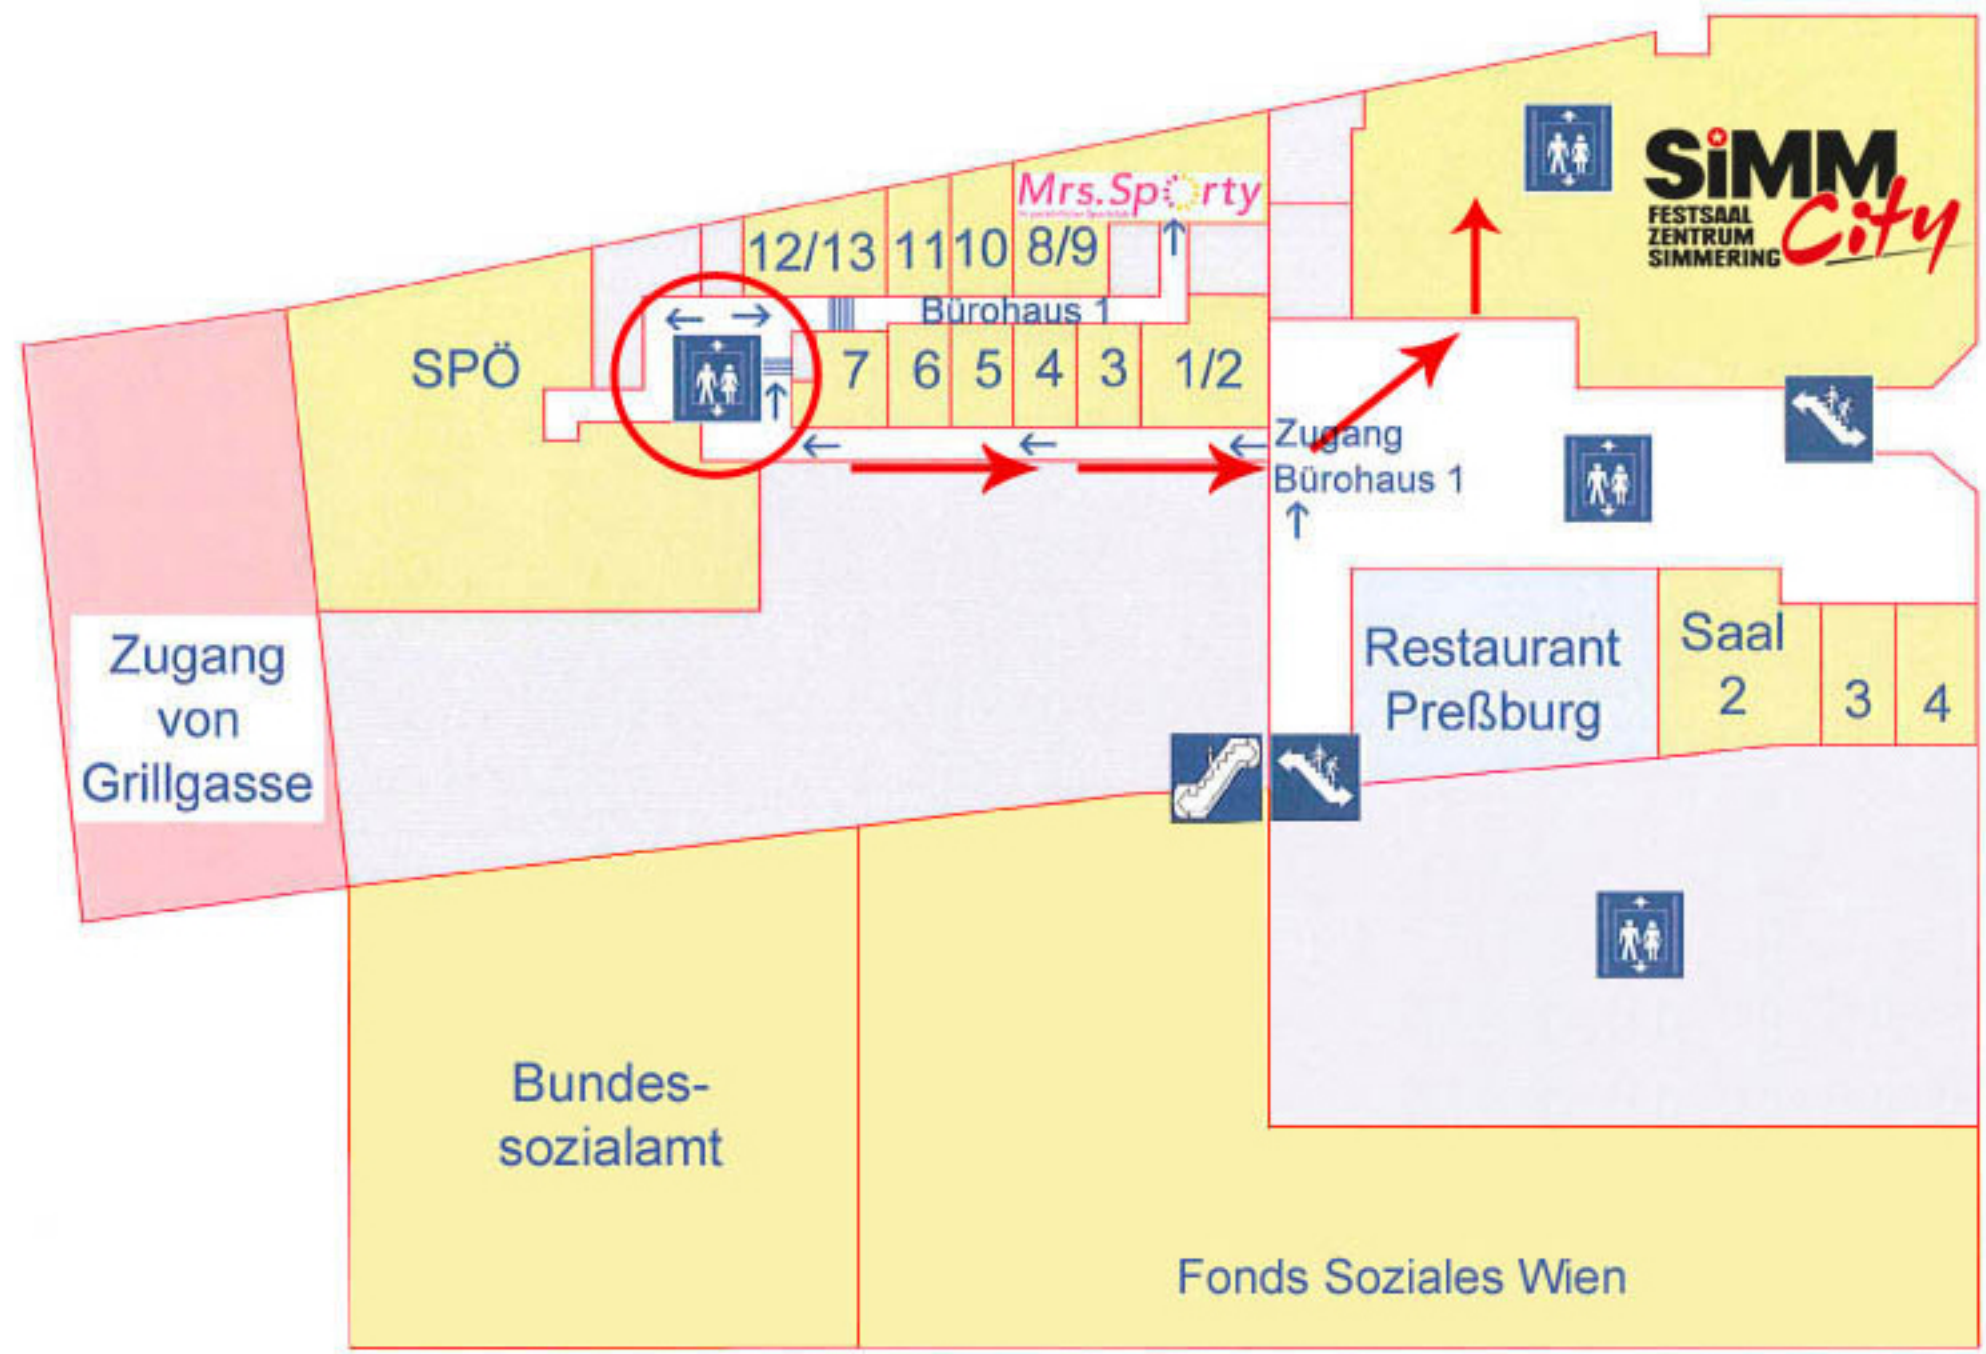 SiMM
City
FESTSAAL
ZENTRUM
SIMMERING
Mrs.Sporty
12/13
11
10
8/9
Bürohaus 1
SPÖ
7
6
5
4
3
1/2
Zugang
Bürohaus 1
Zugang
von
Grillgasse
Restaurant
Preßburg
Saal
2
3
4
Bundes-
sozialamt
Fonds Soziales Wien